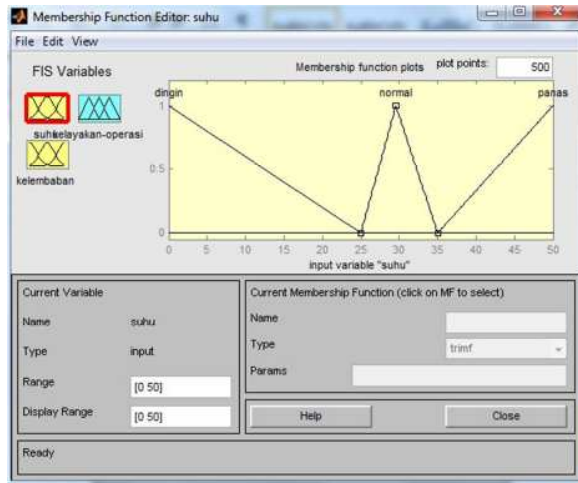 Membership Function Editor: suhu
File Edit View
FIS Variables
Membership function plots
plot points:
500
suhu
kelayakan-operasi
kelembaban
dingin
normal
panas
1
0.5
0
0 5 10 15 20 25 30 35 40 45 50
input variable "suhu"
Current Variable
Name suhu
Type input
Range [0 50]
Display Range [0 50]
Current Membership Function (click on MF to select)
Name
Type trimf
Params
Help
Close
Ready